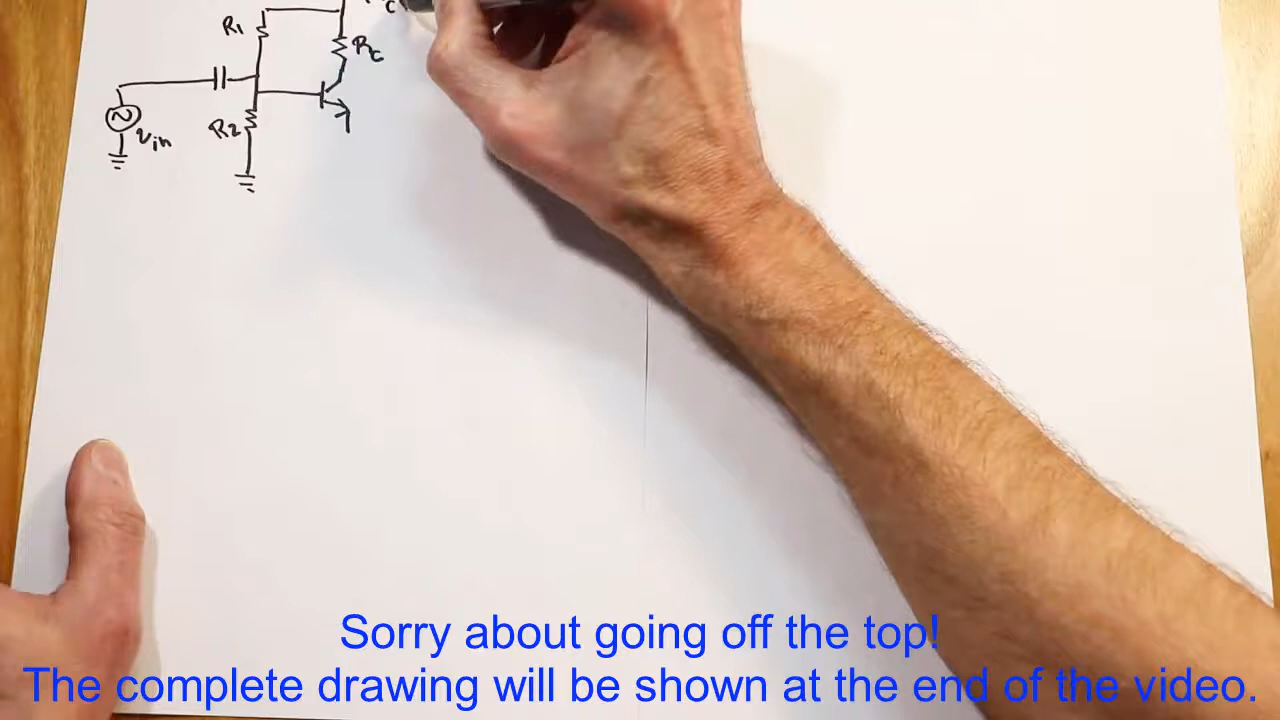 R1
Rc
R2
vin
Sorry about going off the top!
The complete drawing will be shown at the end of the video.